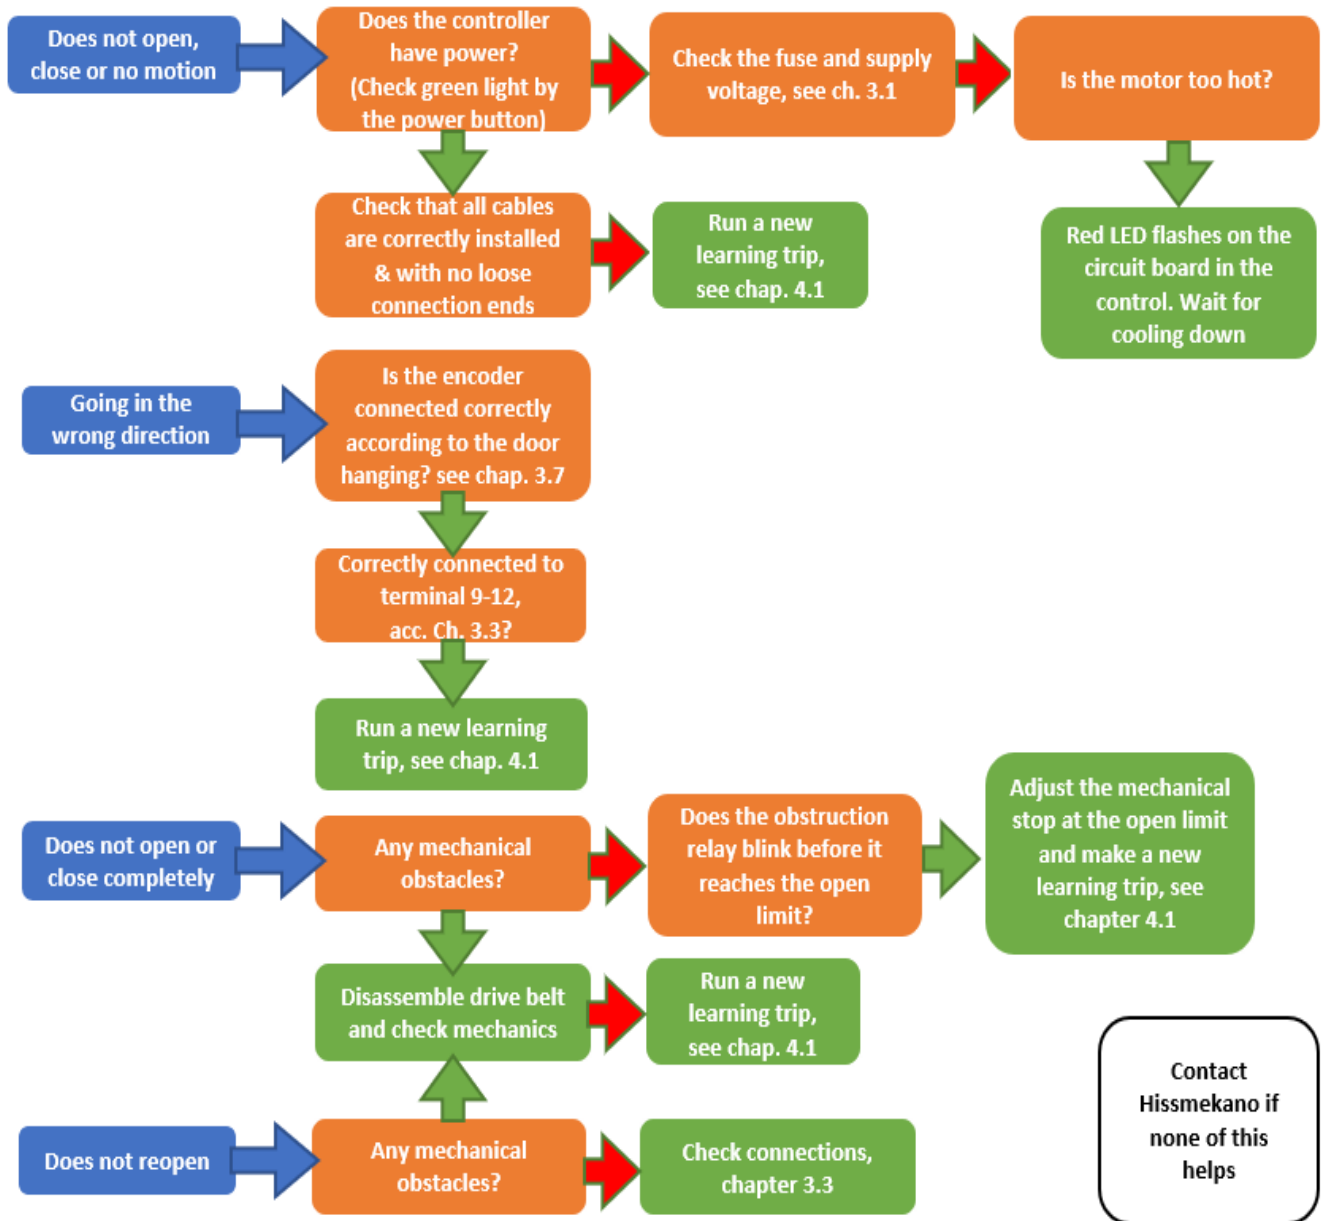 Does not open,
close or no motion
Does the controller
have power?
(Check green light by
the power button)
Check the fuse and supply
voltage, see ch. 3.1
Is the motor too hot?
Check that all cables
are correctly installed
& with no loose
connection ends
Run a new
learning trip,
see chap. 4.1
Red LED flashes on the
circuit board in the
control. Wait for
cooling down
Going in the
wrong direction
Is the encoder
connected correctly
according to the door
hanging? see chap. 3.7
Correctly connected to
terminal 9-12,
acc. Ch. 3.3?
Run a new learning
trip, see chap. 4.1
Does not open or
close completely
Any mechanical
obstacles?
Does the obstruction
relay blink before it
reaches the open
limit?
Adjust the mechanical
stop at the open limit
and make a new
learning trip, see
chapter 4.1
Disassemble drive belt
and check mechanics
Run a new
learning trip,
see chap. 4.1
Does not reopen
Any mechanical
obstacles?
Check connections,
chapter 3.3
Contact
Hissmekano if
none of this
helps